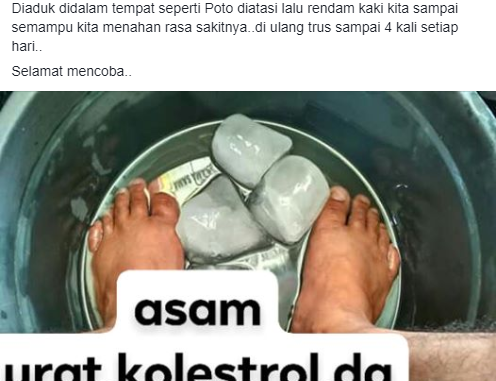 Diaduk didalam tempat seperti Poto diatasi lalu rendam kaki kita sampai
semampu kita menahan rasa sakitnya..di ulang trus sampai 4 kali setiap
hari..
Selamat mencoba..
asam
urat kolestrol da